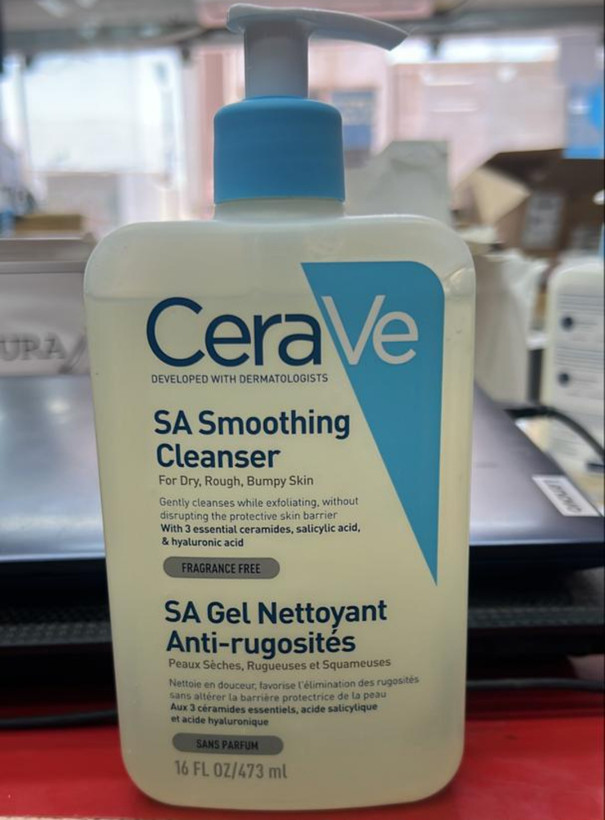 CeraVe
DEVELOPED WITH DERMATOLOGISTS
SA Smoothing
Cleanser
For Dry, Rough, Bumpy Skin
Gently cleanses while exfoliating, without
disrupting the protective skin barrier
With 3 essential ceramides, salicylic acid,
& hyaluronic acid
FRAGRANCE FREE
SA Gel Nettoyant
Anti-rugosités
Peaux Sèches, Rugueuses et Squameuses
Nettoie en douceur, favorise l'élimination des rugosités
sans altérer la barrière protectrice de la peau
Aux 3 céramides essentiels, acide salicylique
et acide hyaluronique
SANS PARFUM
16 FL OZ/473 ml
URA
Lenovo